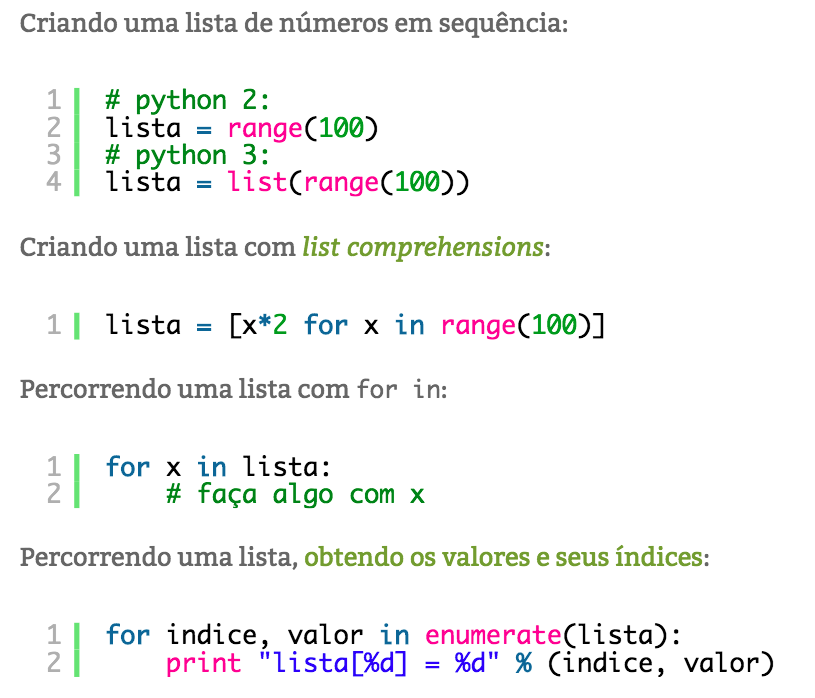 Criando uma lista de números em sequência:
1 # python 2:
2 lista = range(100)
3 # python 3:
4 lista = list(range(100))
Criando uma lista com list comprehensions:
1 lista = [x*2 for x in range(100)]
Percorrendo uma lista com for in:
1 for x in lista:
2     # faça algo com x
Percorrendo uma lista, obtendo os valores e seus índices:
1 for indice, valor in enumerate(lista):
2     print "lista[%d] = %d" % (indice, valor)